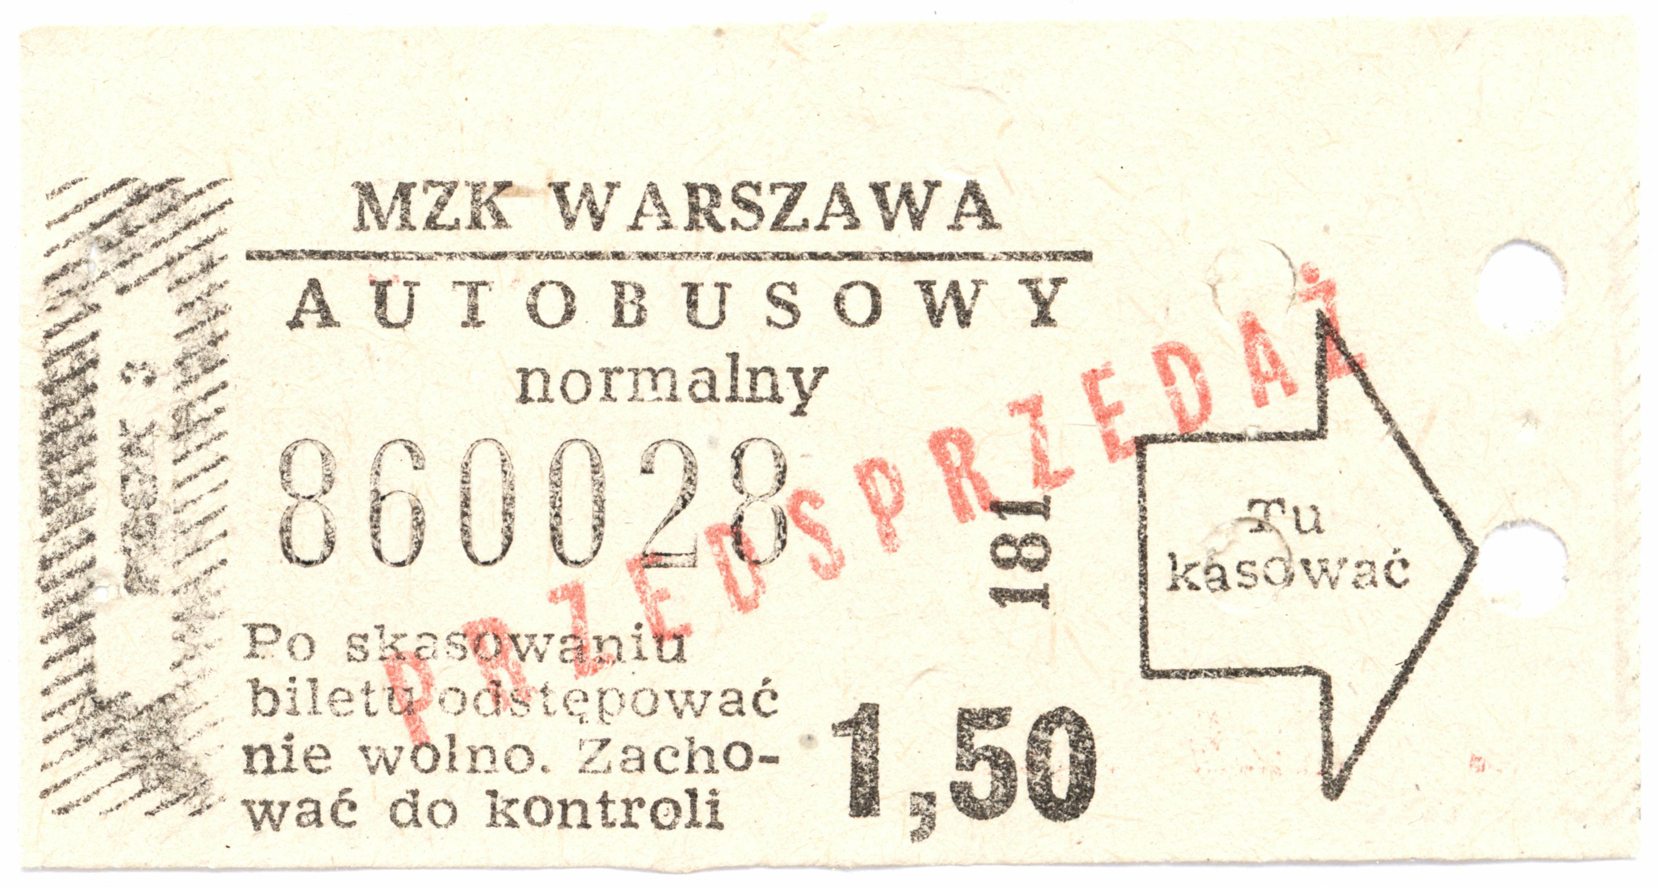 MZK WARSZAWA
AUTOBUSOWY
normalny
860028
PRZEDSPRZEDAŻ
181
Tu
kasować
Po skasowaniu
biletu odstępować
nie wolno. Zacho-
wać do kontroli
1,50